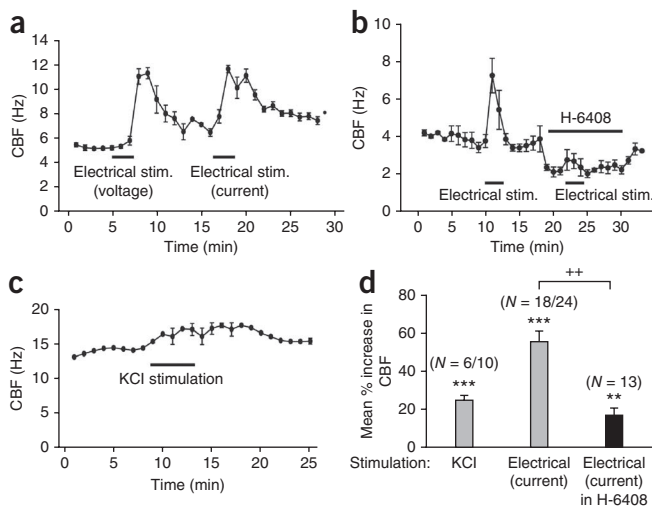 a
14
12
10
8
6
4
2
0
CBF (Hz)
Electrical stim.
(voltage)
Electrical stim.
(current)
*
0 5 10 15 20 25 30
Time (min)
b
10
8
6
4
2
0
CBF (Hz)
H-6408
Electrical stim.
Electrical stim.
0 5 10 15 20 25 30
Time (min)
c
20
15
10
5
0
CBF (Hz)
KCl stimulation
0 5 10 15 20 25
Time (min)
d
80
60
40
20
0
Mean % increase in
CBF
++
(N = 18/24)
***
(N = 6/10)
***
(N = 13)
**
Stimulation:
KCl
Electrical
(current)
Electrical
(current)
in H-6408